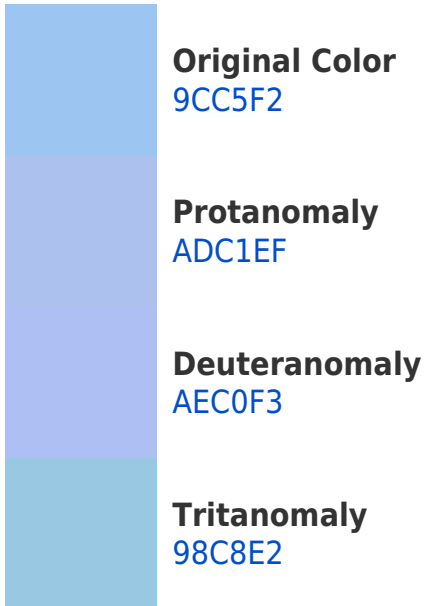 Original Color
9CC5F2
Protanomaly
ADC1EF
Deuteranomaly
AEC0F3
Tritanomaly
98C8E2